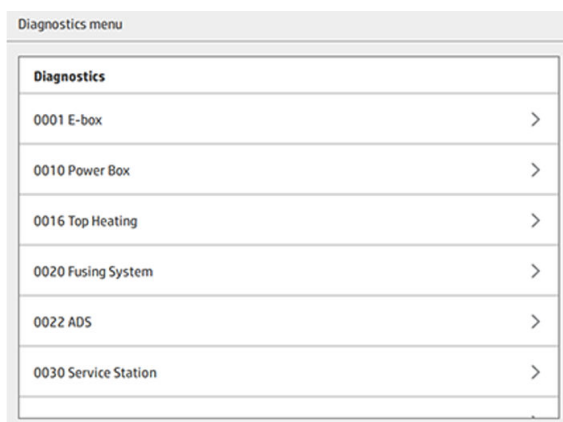 Diagnostics menu
Diagnostics
0001 E-box
0010 Power Box
0016 Top Heating
0020 Fusing System
0022 ADS
0030 Service Station